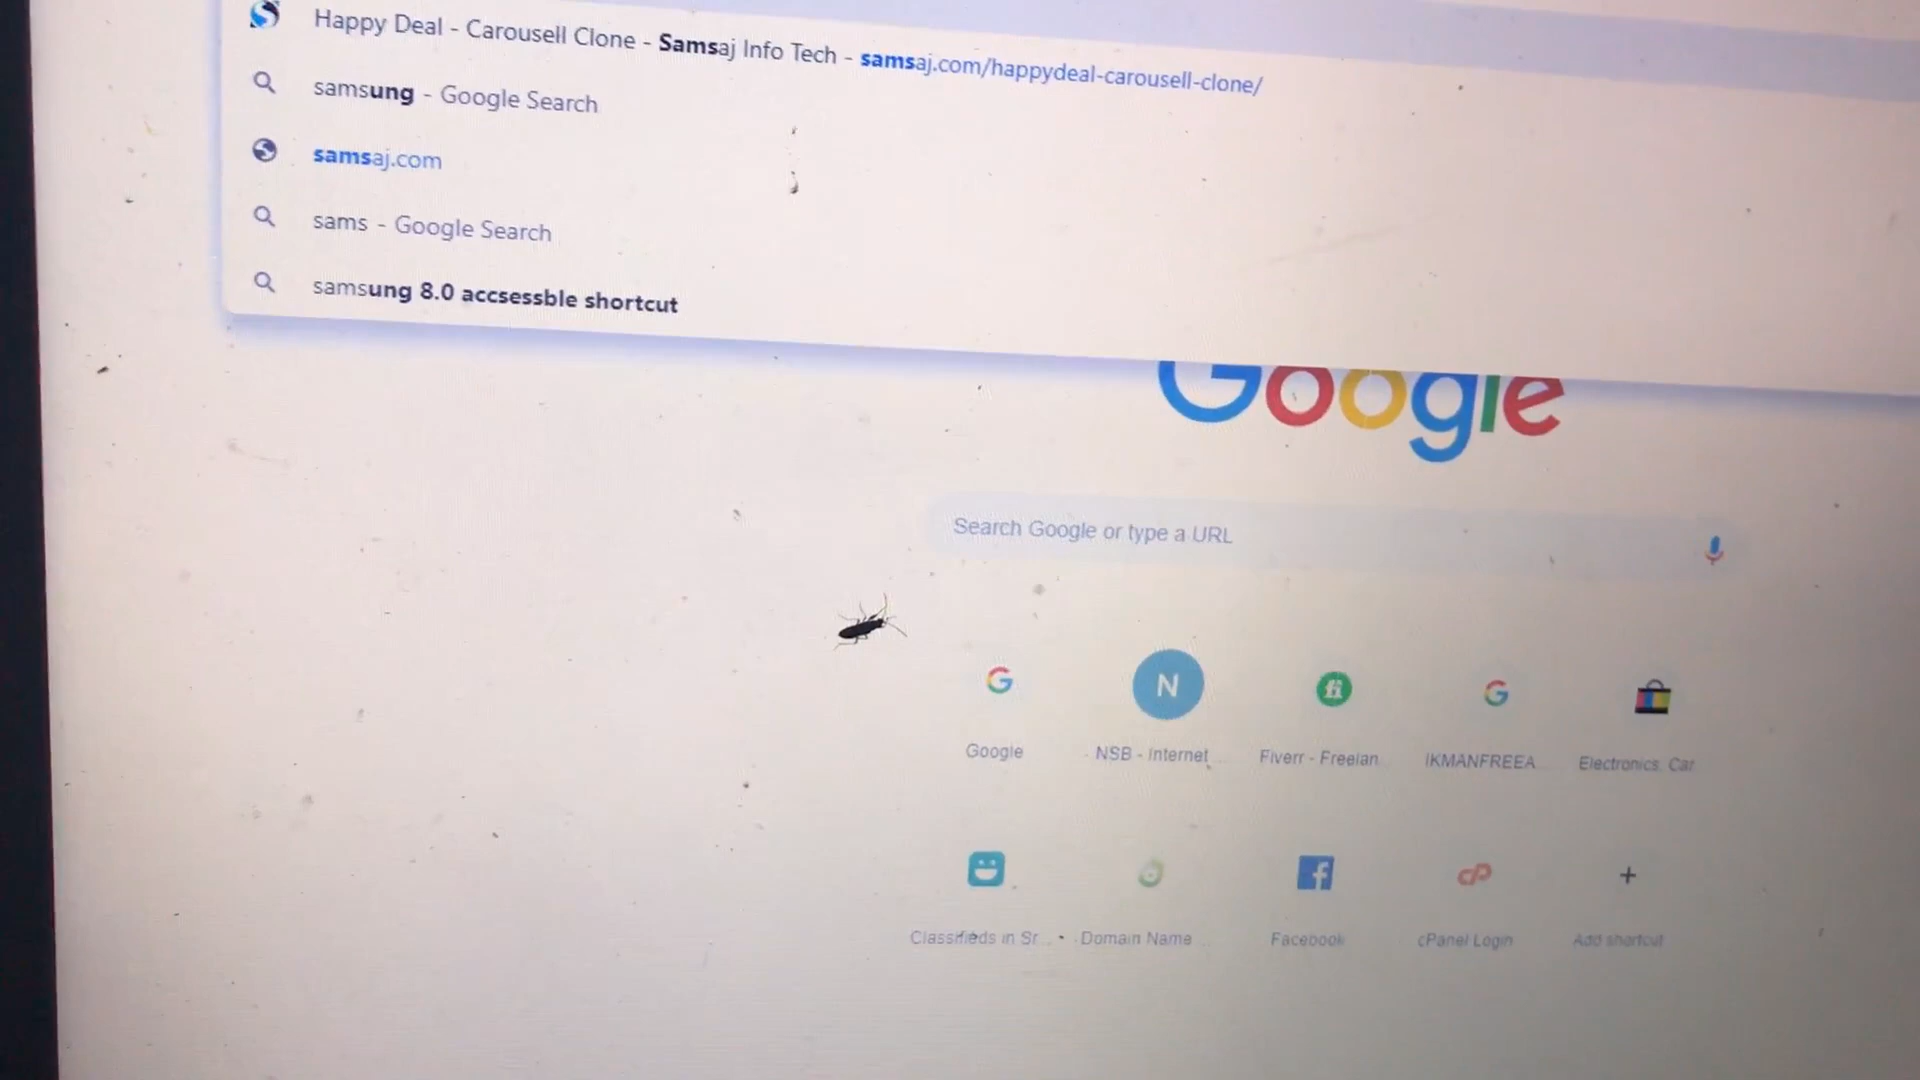 Happy Deal - Carousell Clone - Samsaj Info Tech - samsaj.com/happydeal-carousell-clone/
samsung - Google Search
samsaj.com
sams - Google Search
samsung 8.0 accsessble shortcut
Google
Search Google or type a URL
N
fi
Google
NSB - Internet ...
Fiverr - Freelan...
IKMANFREEA...
Electronics, Car...
f
cP
+
Classifieds in Sr...
Domain Name ...
Facebook
cPanel Login
Add shortcut